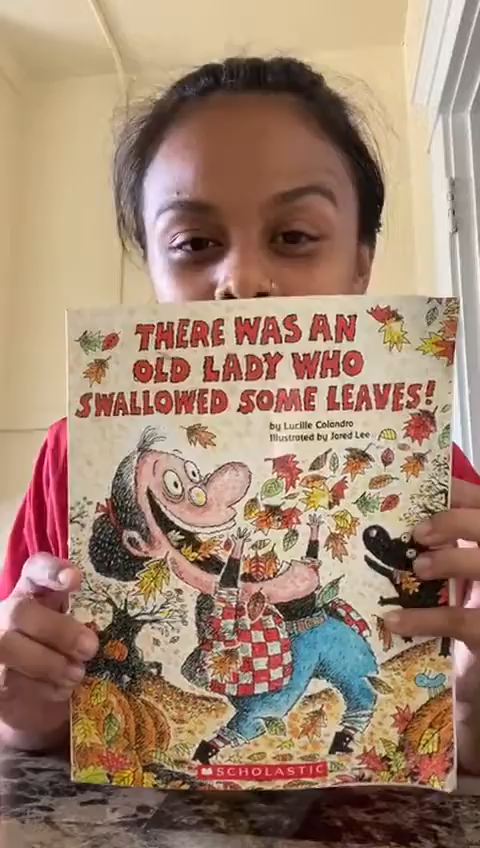 THERE WAS AN
OLD LADY WHO
SWALLOWED SOME LEAVES!
by Lucille Colandro
Illustrated by Jared Lee
SCHOLASTIC